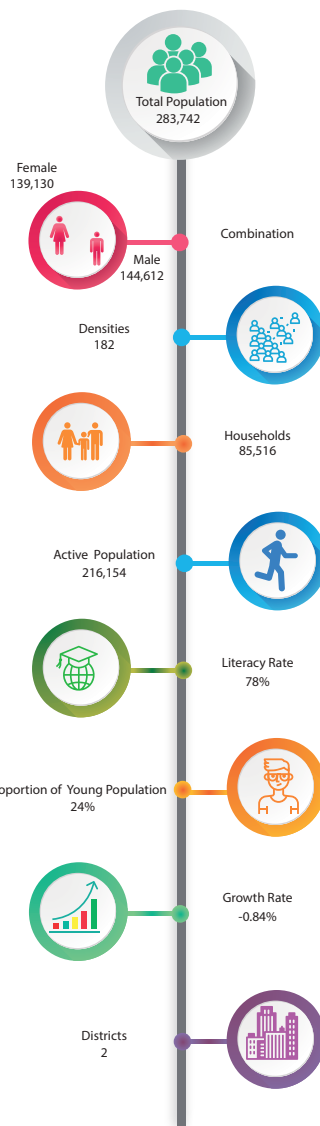 Total Population
283,742
Female
139,130
Combination
Male
144,612
Densities
182
Households
85,516
Active Population
216,154
Literacy Rate
78%
oportion of Young Population
24%
Growth Rate
-0.84%
Districts
2